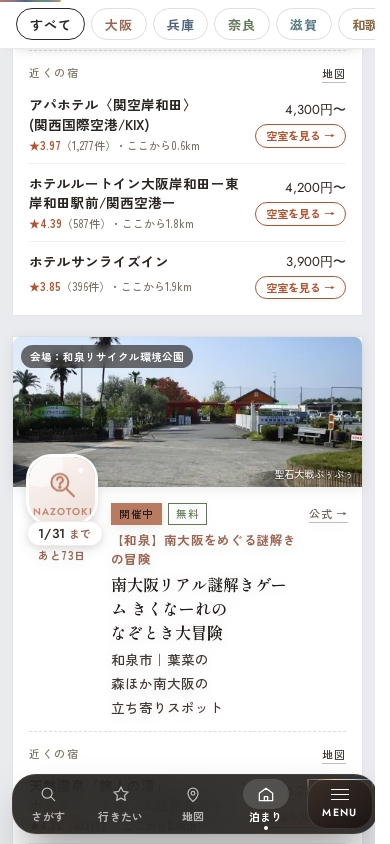 すべて
大阪
兵庫
奈良
滋賀
和歌
近くの宿
地図
アパホテル〈関空岸和田〉
(関西国際空港/KIX)
★3.97（1,277件）・ここから0.6km
4,300円〜
空室を見る →
ホテルルートイン大阪岸和田ー東
岸和田駅前/関西空港ー
★4.39（587件）・ここから1.8km
4,200円〜
空室を見る →
ホテルサンライズイン
★3.85（396件）・ここから1.9km
3,900円〜
空室を見る →
会場：和泉リサイクル環境公園
聖石大戦ぶぅぶぅ
NAZOTOKI
1/31 まで
あと73日
開催中
無料
公式 →
【和泉】南大阪をめぐる謎解き
の冒険
南大阪リアル謎解きゲー
ム きくなーれの
なぞとき大冒険
和泉市｜葉菜の
森ほか南大阪の
立ち寄りスポット
近くの宿
地図
さがす
行きたい
地図
泊まり
MENU